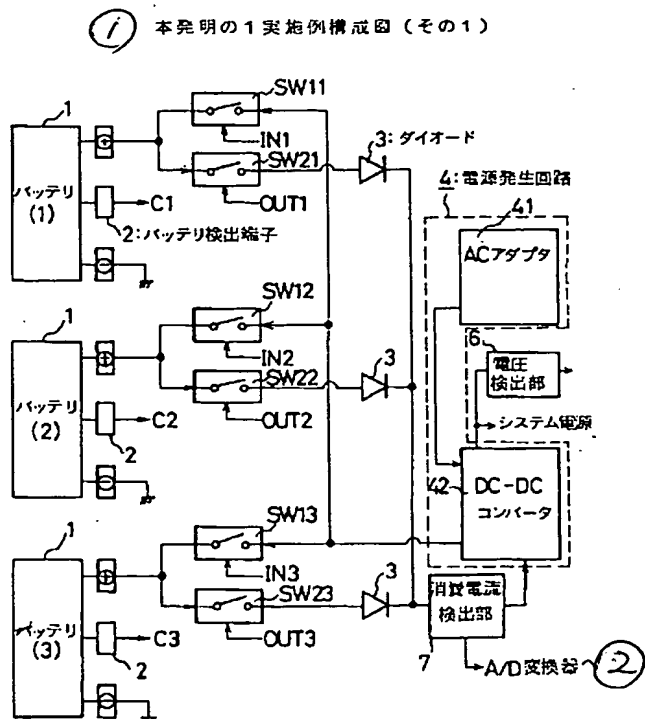 ① 本発明の1実施例構成図(その1)
SW11
1
IN1
3:ダイオード
バッテリ
(1)
SW21
4:電源発生回路
C1
OUT1
41
2:バッテリ検出端子
ACアダプタ
SW12
1
6
IN2
電圧
検出部
3
バッテリ
(2)
SW22
C2
OUT2
システム電源
2
42
DC-DC
コンバータ
SW13
1
IN3
3
バッテリ
(3)
SW23
消費電流
検出部
C3
OUT3
2
7
A/D変換器 ②